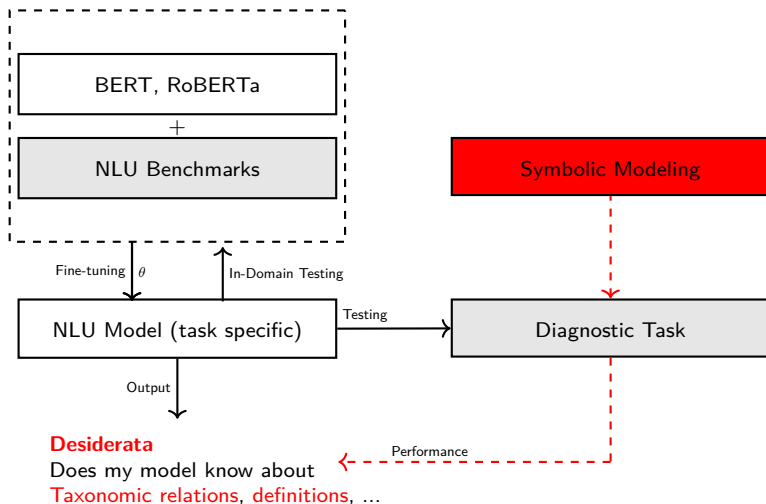 BERT, RoBERTa
+
NLU Benchmarks
Symbolic Modeling
Fine-tuning θ
In-Domain Testing
NLU Model (task specific)
Testing
Diagnostic Task
Output
Desiderata
Does my model know about
Taxonomic relations, definitions, ...
Performance